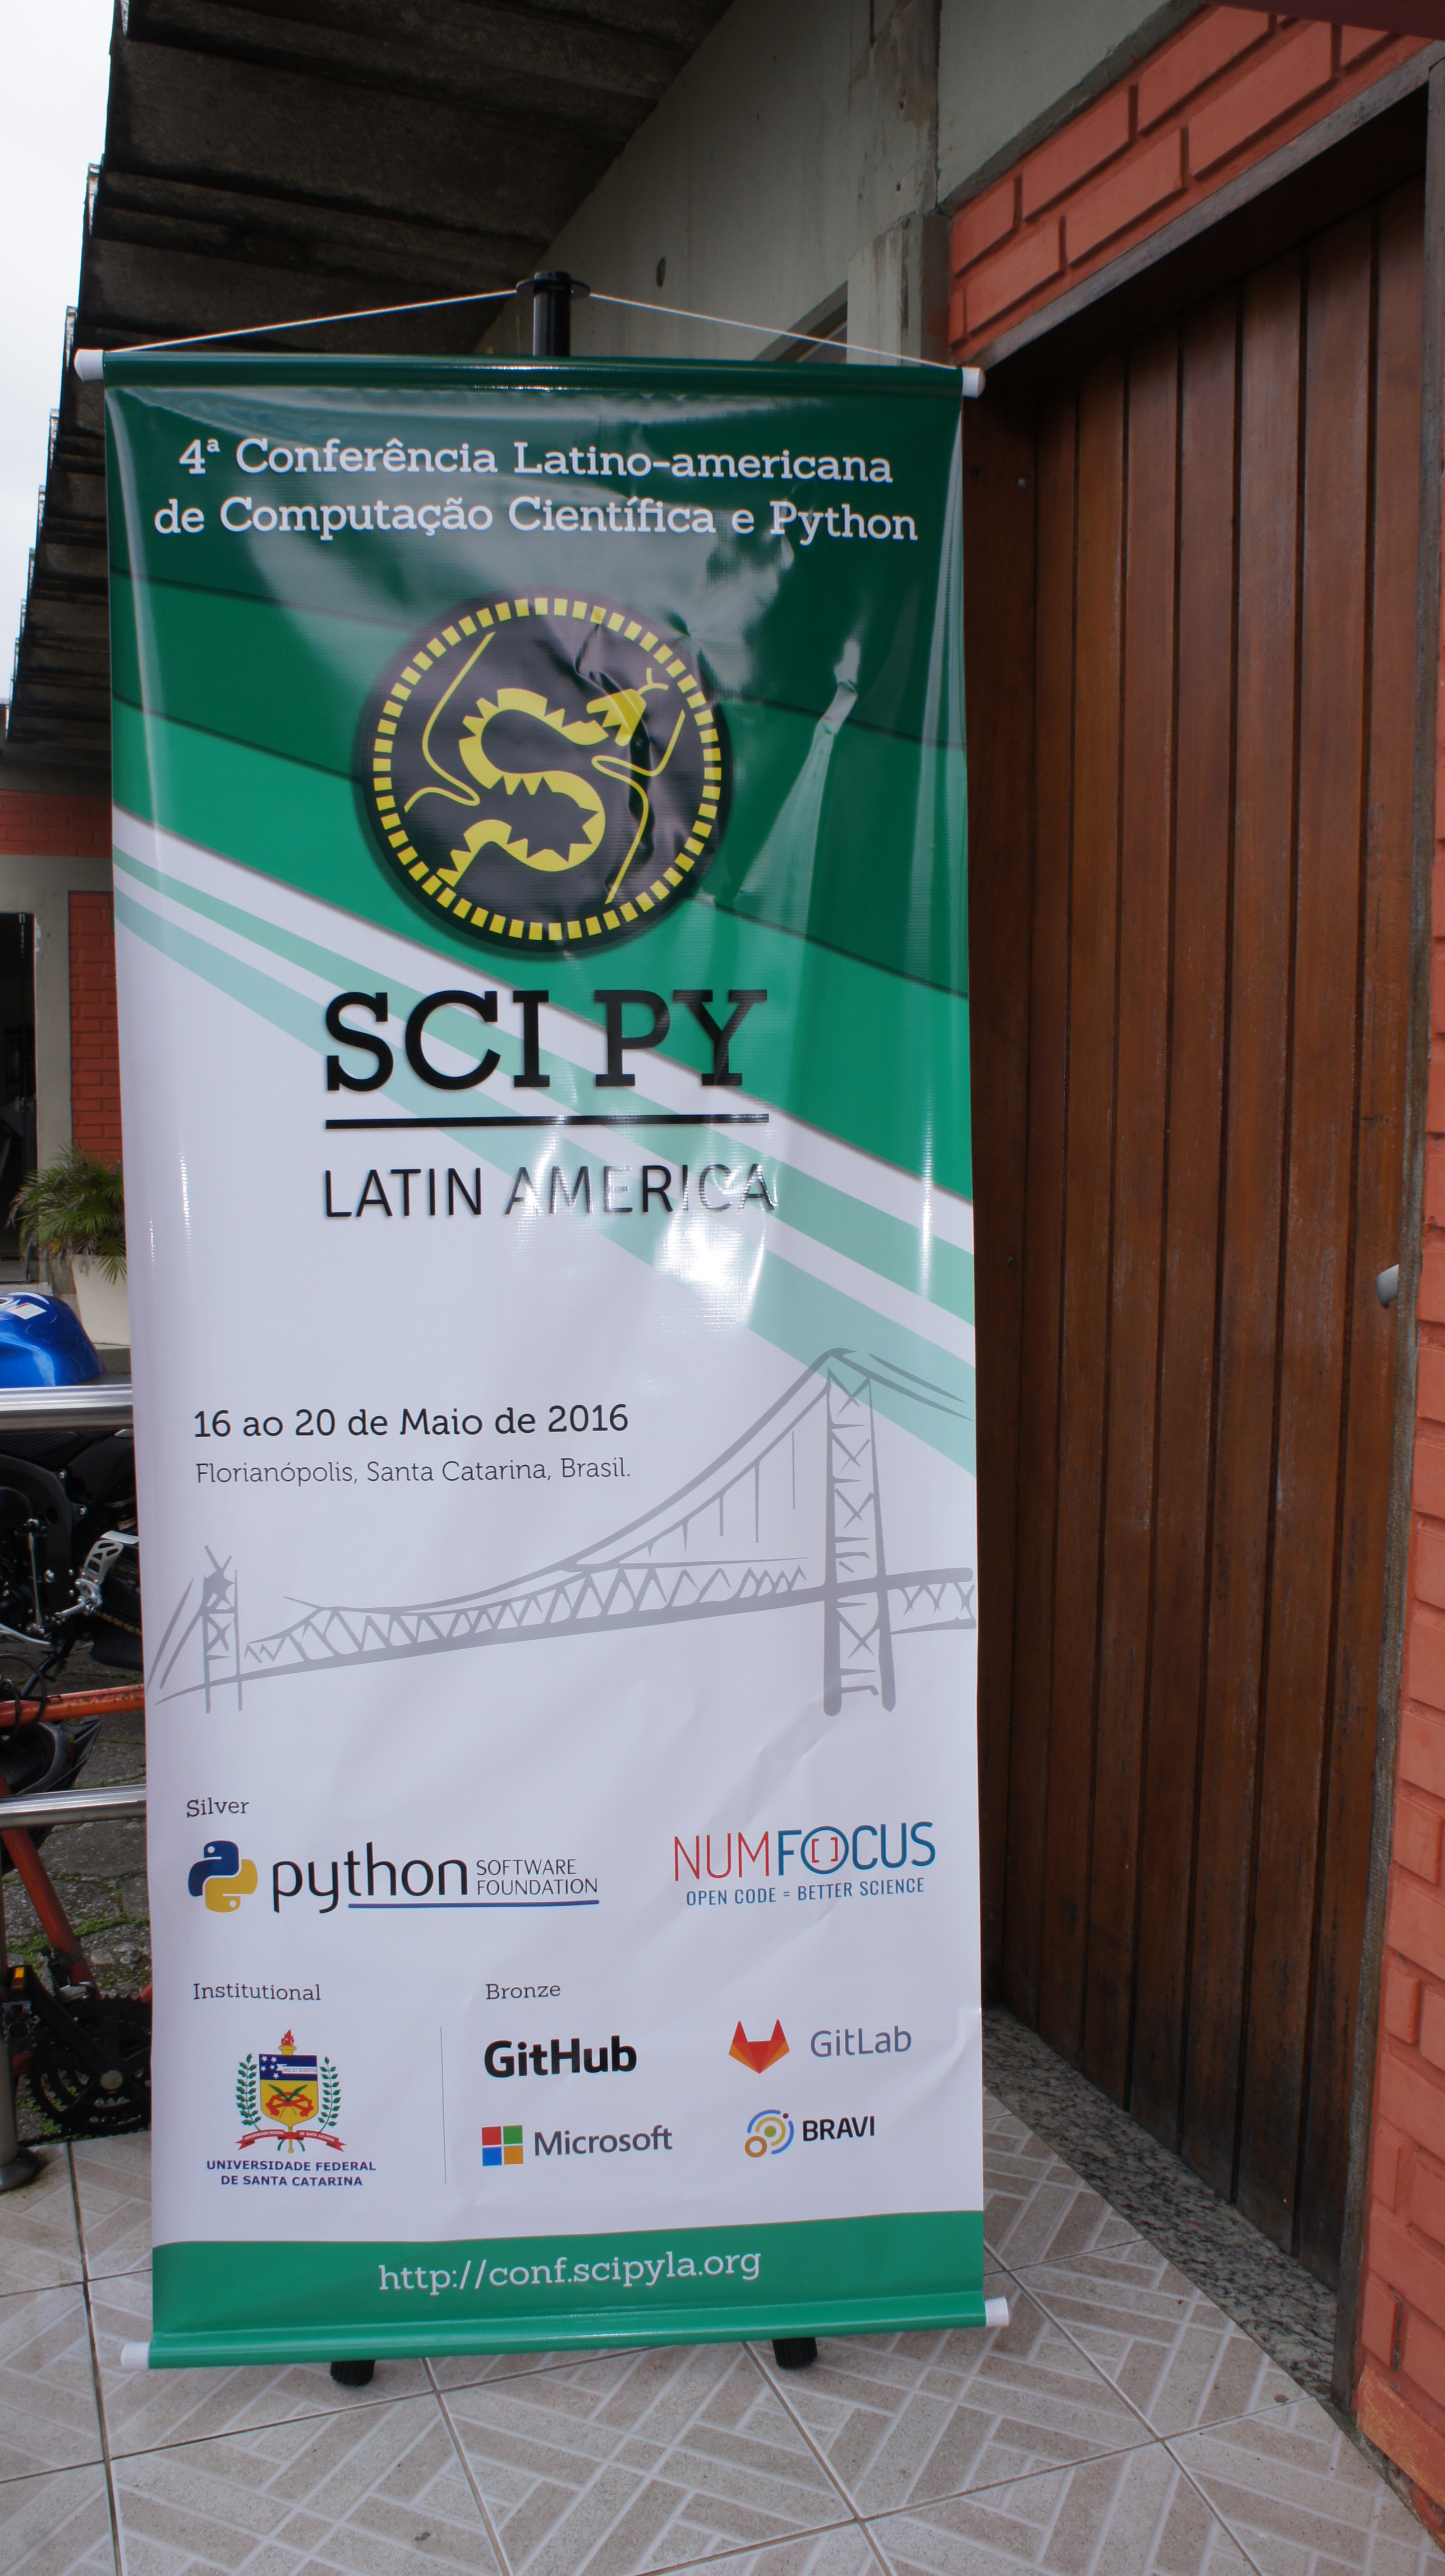 4ª Conferência Latino-americana
de Computação Científica e Python
SCI PY
LATIN AMERICA
16 ao 20 de Maio de 2016
Florianópolis, Santa Catarina, Brasil.
Silver
python SOFTWARE
FOUNDATION
NUMFOCUS
OPEN CODE = BETTER SCIENCE
Institutional
UNIVERSIDADE FEDERAL
DE SANTA CATARINA
Bronze
GitHub
GitLab
Microsoft
BRAVI
http://conf.scipyla.org